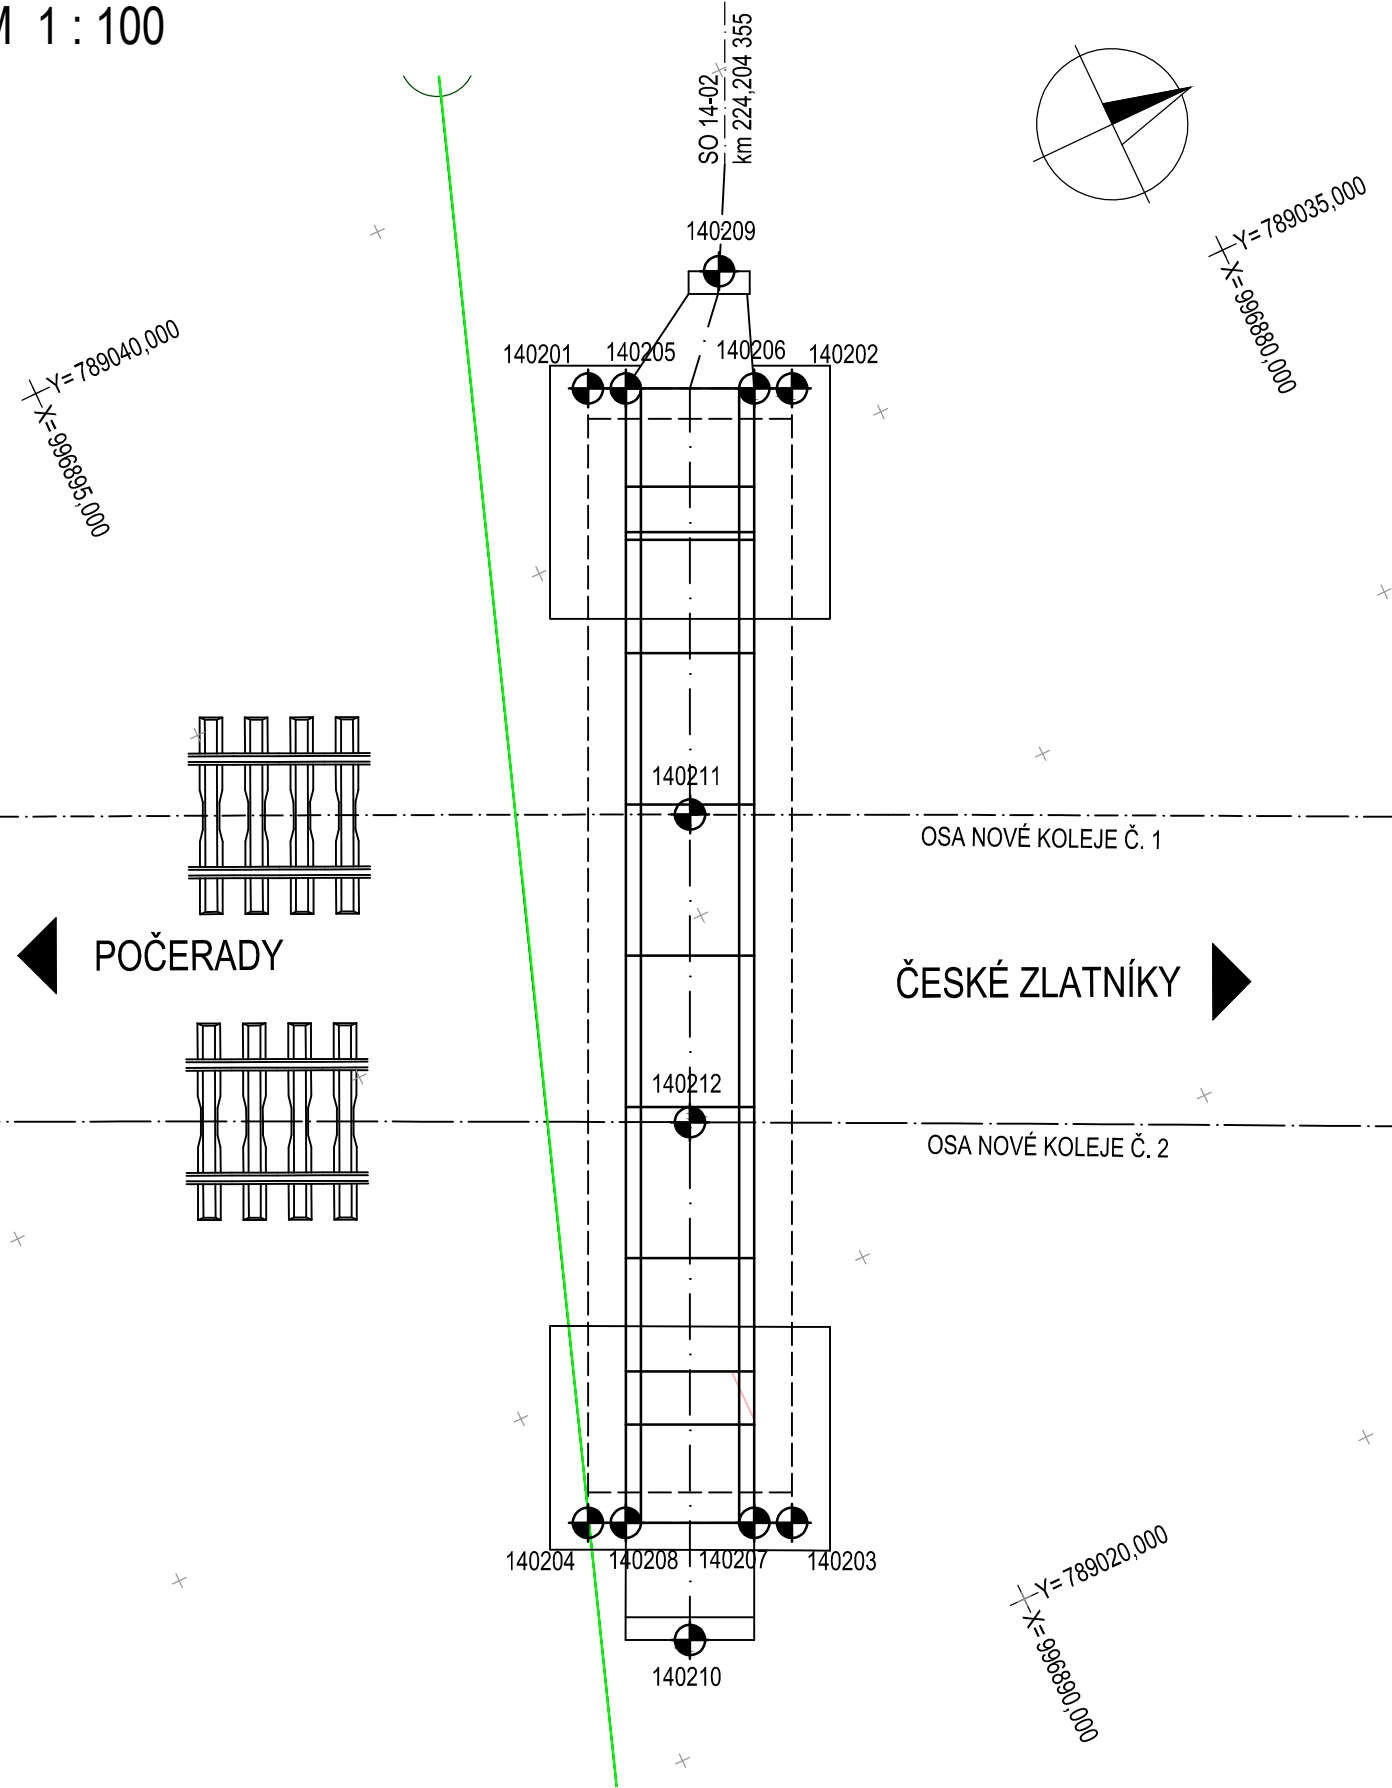 M 1 : 100
SO 14-02
km 224,204 355
140209
Y= 789035,000
X= 996880,000
Y= 789040,000
X= 996895,000
140201
140205
140206
140202
140211
OSA NOVÉ KOLEJE Č. 1
POČERADY
ČESKÉ ZLATNÍKY
140212
OSA NOVÉ KOLEJE Č. 2
140204
140208
140207
140203
Y= 789020,000
X= 996890,000
140210